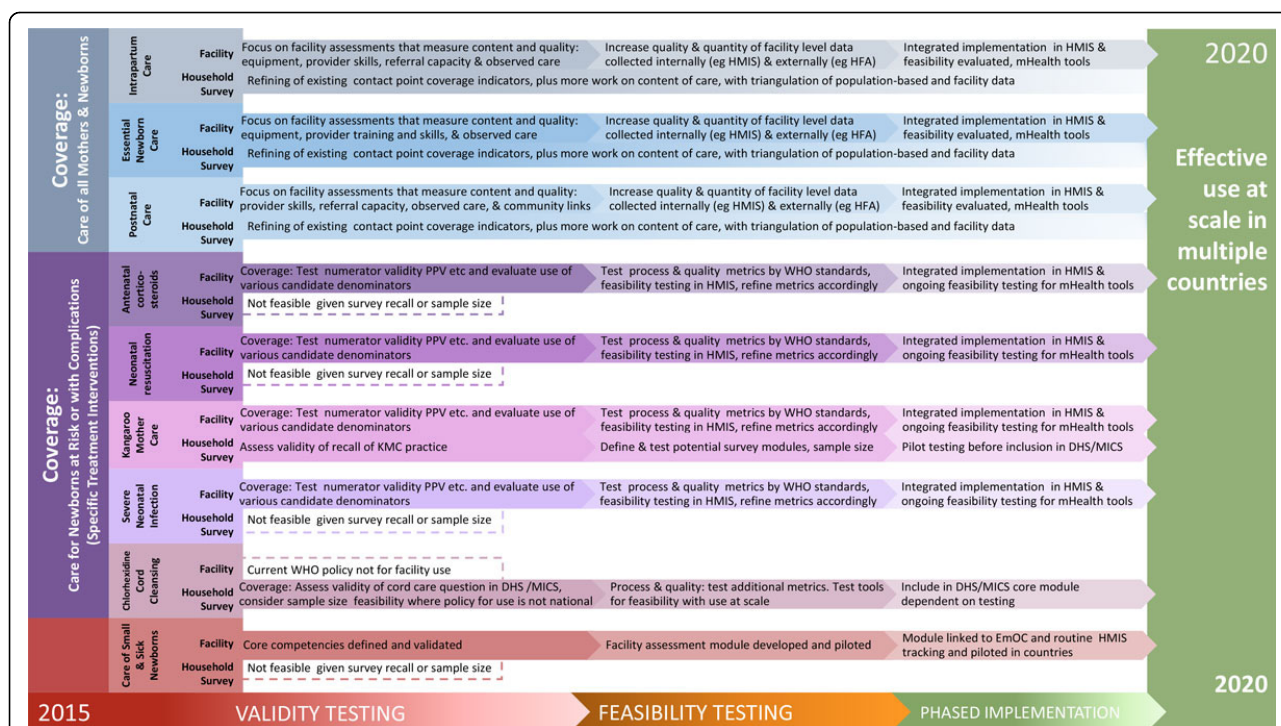 2020
Effective
use at
scale in
multiple
countries
2020
Coverage:
Care of all Mothers & Newborns
Intrapartum
Care
Facility
Focus on facility assessments that measure content and quality:
equipment, provider skills, referral capacity & observed care
Increase quality & quantity of facility level data
collected internally (eg HMIS) & externally (eg HFA)
Integrated implementation in HMIS &
feasibility evaluated, mHealth tools
Household
Survey
Refining of existing contact point coverage indicators, plus more work on content of care, with triangulation of population-based and facility data
Essential
Newborn
Care
Facility
Focus on facility assessments that measure content and quality:
equipment, provider training and skills, & observed care
Increase quality & quantity of facility level data
collected internally (eg HMIS) & externally (eg HFA)
Integrated implementation in HMIS &
feasibility evaluated, mHealth tools
Household
Survey
Refining of existing contact point coverage indicators, plus more work on content of care, with triangulation of population-based and facility data
Postnatal
Care
Facility
Focus on facility assessments that measure content and quality:
provider skills, referral capacity, observed care, & community links
Increase quality & quantity of facility level data
collected internally (eg HMIS) & externally (eg HFA)
Integrated implementation in HMIS &
feasibility evaluated, mHealth tools
Household
Survey
Refining of existing contact point coverage indicators, plus more work on content of care, with triangulation of population-based and facility data
Coverage:
Care for Newborns at Risk or with Complications
(Specific Treatment Interventions)
Antenatal
cortico-
steroids
Facility
Coverage: Test numerator validity PPV etc and evaluate use of
various candidate denominators
Test process & quality metrics by WHO standards,
feasibility testing in HMIS, refine metrics accordingly
Integrated implementation in HMIS &
ongoing feasibility testing for mHealth tools
Household
Survey
Not feasible given survey recall or sample size
Neonatal
resuscitation
Facility
Coverage: Test numerator validity PPV etc. and evaluate use of
various candidate denominators
Test process & quality metrics by WHO standards,
feasibility testing in HMIS, refine metrics accordingly
Integrated implementation in HMIS &
ongoing feasibility testing for mHealth tools
Household
Survey
Not feasible given survey recall or sample size
Kangaroo
Mother
Care
Facility
Coverage: Test numerator validity PPV etc. and evaluate use of
various candidate denominators
Test process & quality metrics by WHO standards,
feasibility testing in HMIS, refine metrics accordingly
Integrated implementation in HMIS &
ongoing feasibility testing for mHealth tools
Household
Survey
Assess validity of recall of KMC practice
Define & test potential survey modules, sample size
Pilot testing before inclusion in DHS/MICS
Severe
Neonatal
Infection
Facility
Coverage: Test numerator validity PPV etc. and evaluate use of
various candidate denominators
Test process & quality metrics by WHO standards,
feasibility testing in HMIS, refine metrics accordingly
Integrated implementation in HMIS &
ongoing feasibility testing for mHealth tools
Household
Survey
Not feasible given survey recall or sample size
Chlorhexidine
Cord
Cleansing
Facility
Current WHO policy not for facility use
Household
Survey
Coverage: Assess validity of cord care question in DHS /MICS,
consider sample size feasibility where policy for use is not national
Process & quality: test additional metrics. Test tools
for feasibility with use at scale
Include in DHS/MICS core module
dependent on testing
Care of Small
& Sick
Newborns
Facility
Core competencies defined and validated
Facility assessment module developed and piloted
Module linked to EmOC and routine HMIS
tracking and piloted in countries
Household
Survey
Not feasible given survey recall or sample size
2015
VALIDITY TESTING
FEASIBILITY TESTING
PHASED IMPLEMENTATION